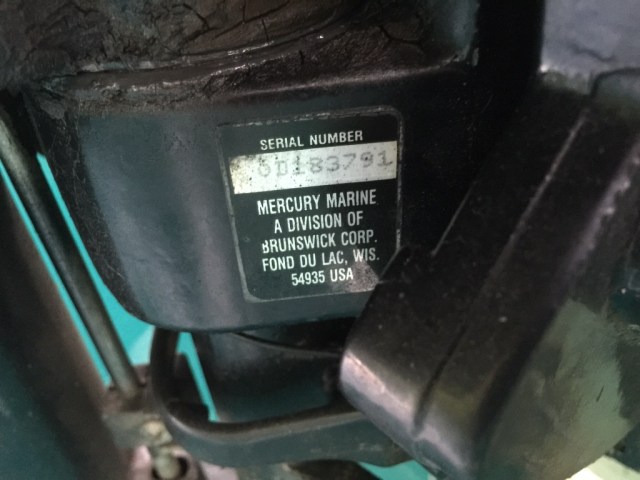 SERIAL NUMBER
0D183791
MERCURY MARINE
A DIVISION OF
BRUNSWICK CORP.
FOND DU LAC, WIS.
54935 USA